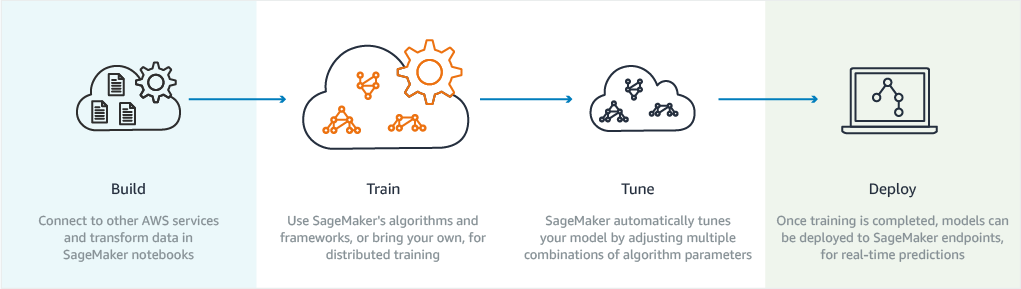 Build
Connect to other AWS services
and transform data in
SageMaker notebooks
Train
Use SageMaker's algorithms and
frameworks, or bring your own, for
distributed training
Tune
SageMaker automatically tunes
your model by adjusting multiple
combinations of algorithm parameters
Deploy
Once training is completed, models can
be deployed to SageMaker endpoints,
for real-time predictions